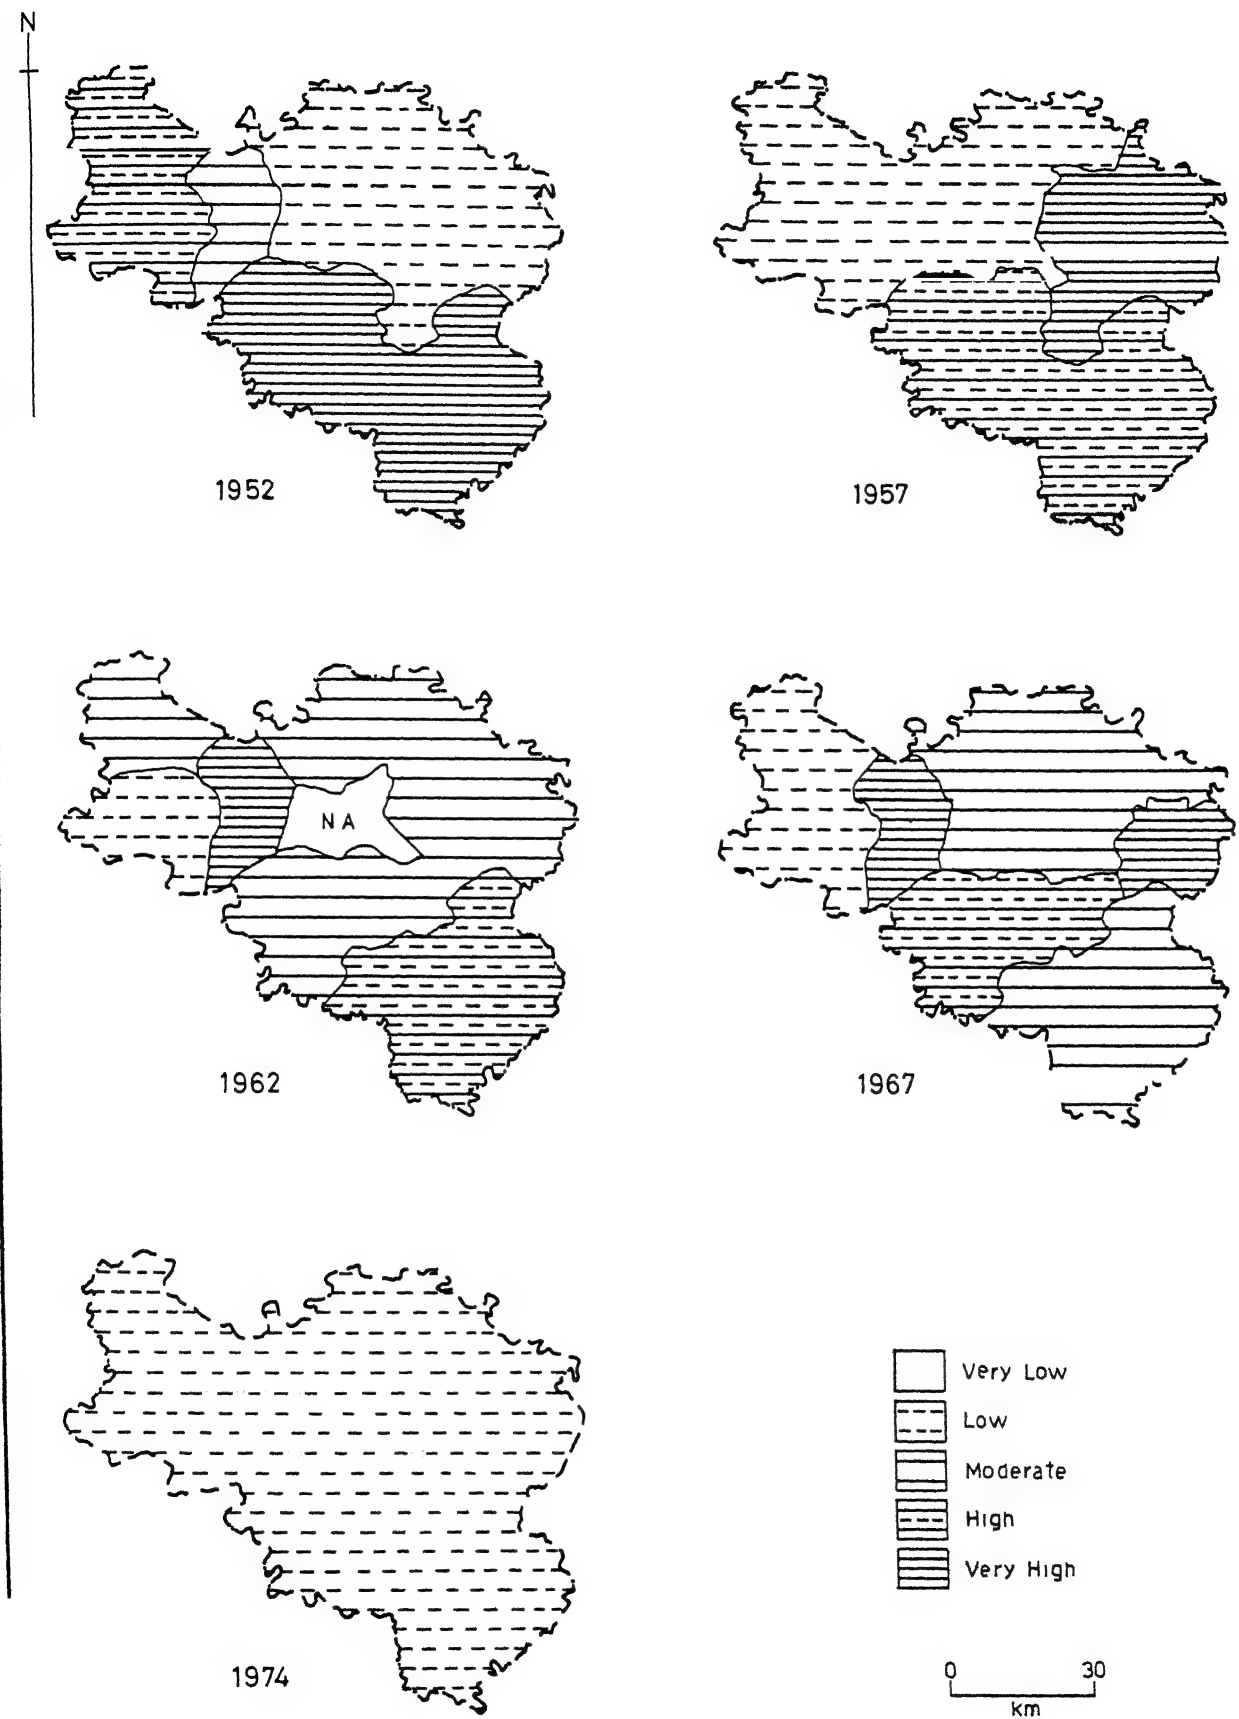 N
1952
1957
NA
1962
1967
1974
Very Low
Low
Moderate
High
Very High
0 30
km